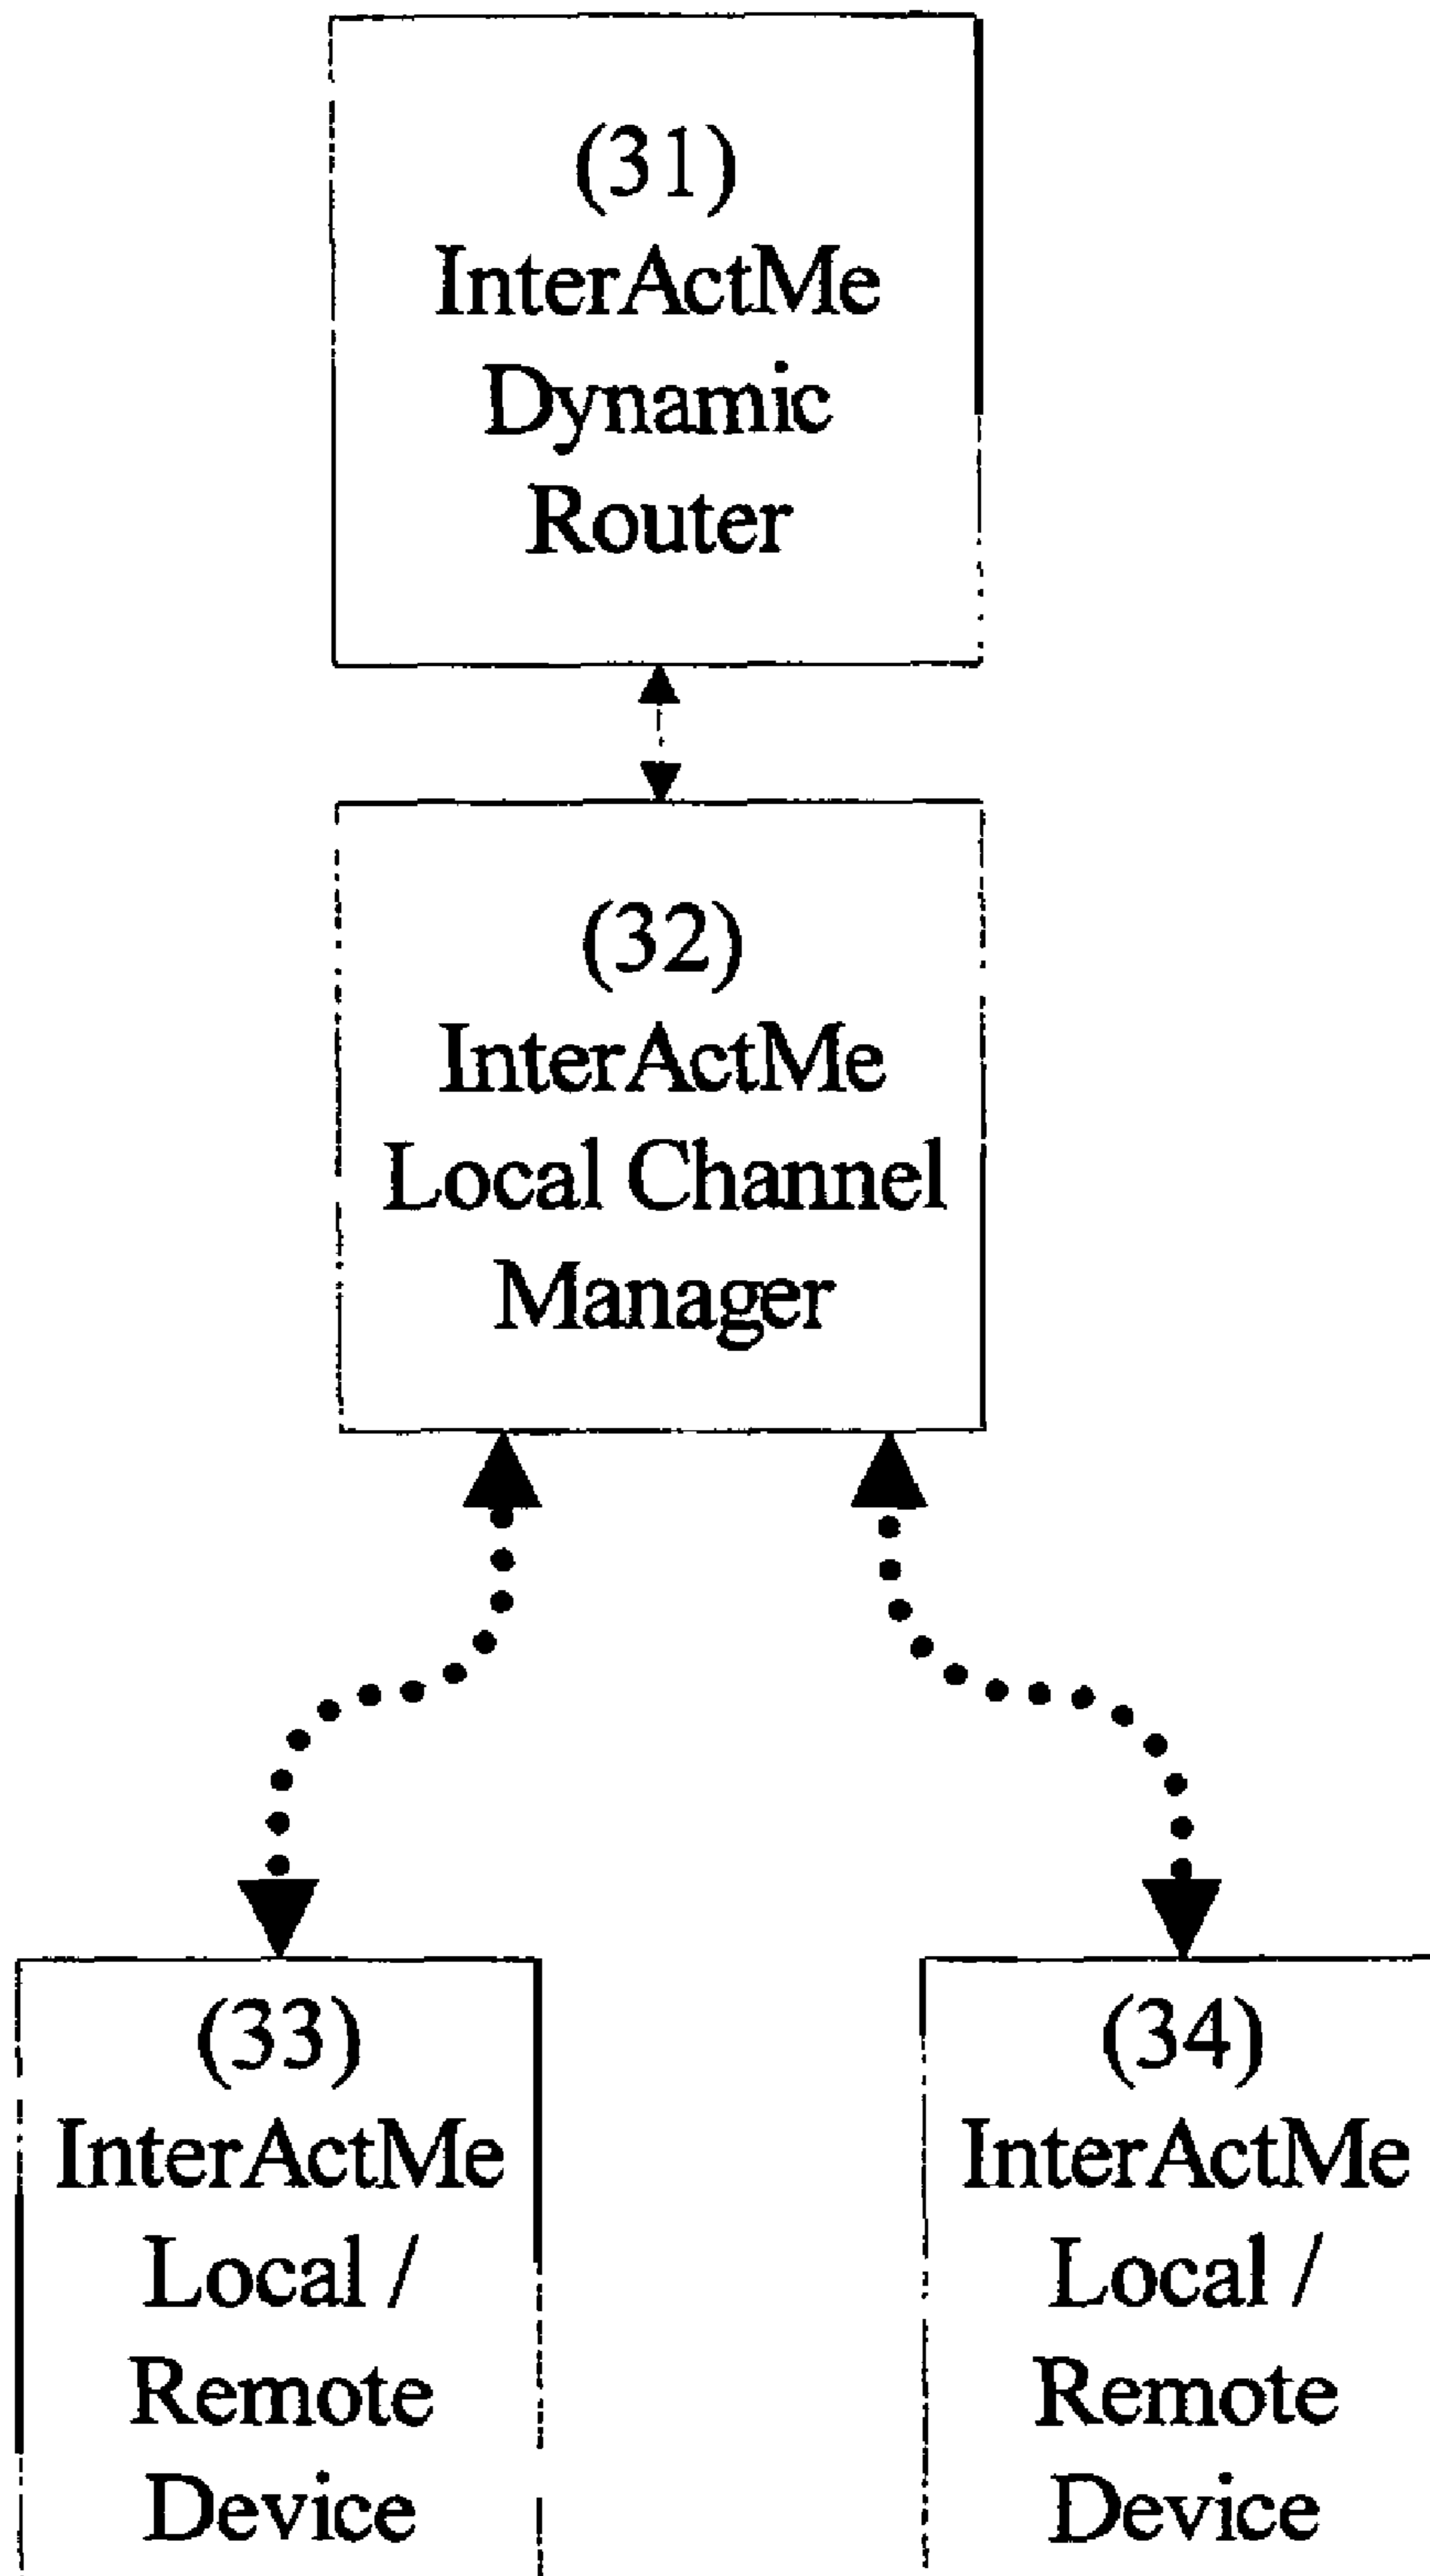 (31)
InterActMe
Dynamic
Router
(32)
InterActMe
Local Channel
Manager
(33)
InterActMe
Local /
Remote
Device
(34)
InterActMe
Local /
Remote
Device